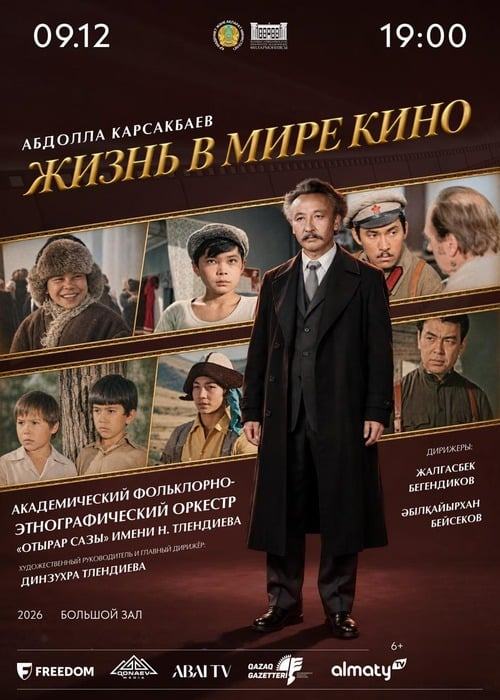 09.12
19:00
АБДОЛЛА КАРСАКБАЕВ
ЖИЗНЬ В МИРЕ КИНО
АКАДЕМИЧЕСКИЙ ФОЛЬКЛОРНО-
ЭТНОГРАФИЧЕСКИЙ ОРКЕСТР
«ОТЫРАР САЗЫ» ИМЕНИ Н. ТЛЕНДИЕВА
ХУДОЖЕСТВЕННЫЙ РУКОВОДИТЕЛЬ И ГЛАВНЫЙ ДИРИЖЁР:
ДИНЗУХРА ТЛЕНДИЕВА
ДИРИЖЕРЫ:
ЖАЛГАСБЕК
БЕГЕНДИКОВ
ӘБІЛҚАЙЫРХАН
БЕЙСЕКОВ
2026 БОЛЬШОЙ ЗАЛ
6+
FREEDOM
QONAEV
MEDIA
ABAI TV
QAZAQ
GAZETTERI
almaty TV